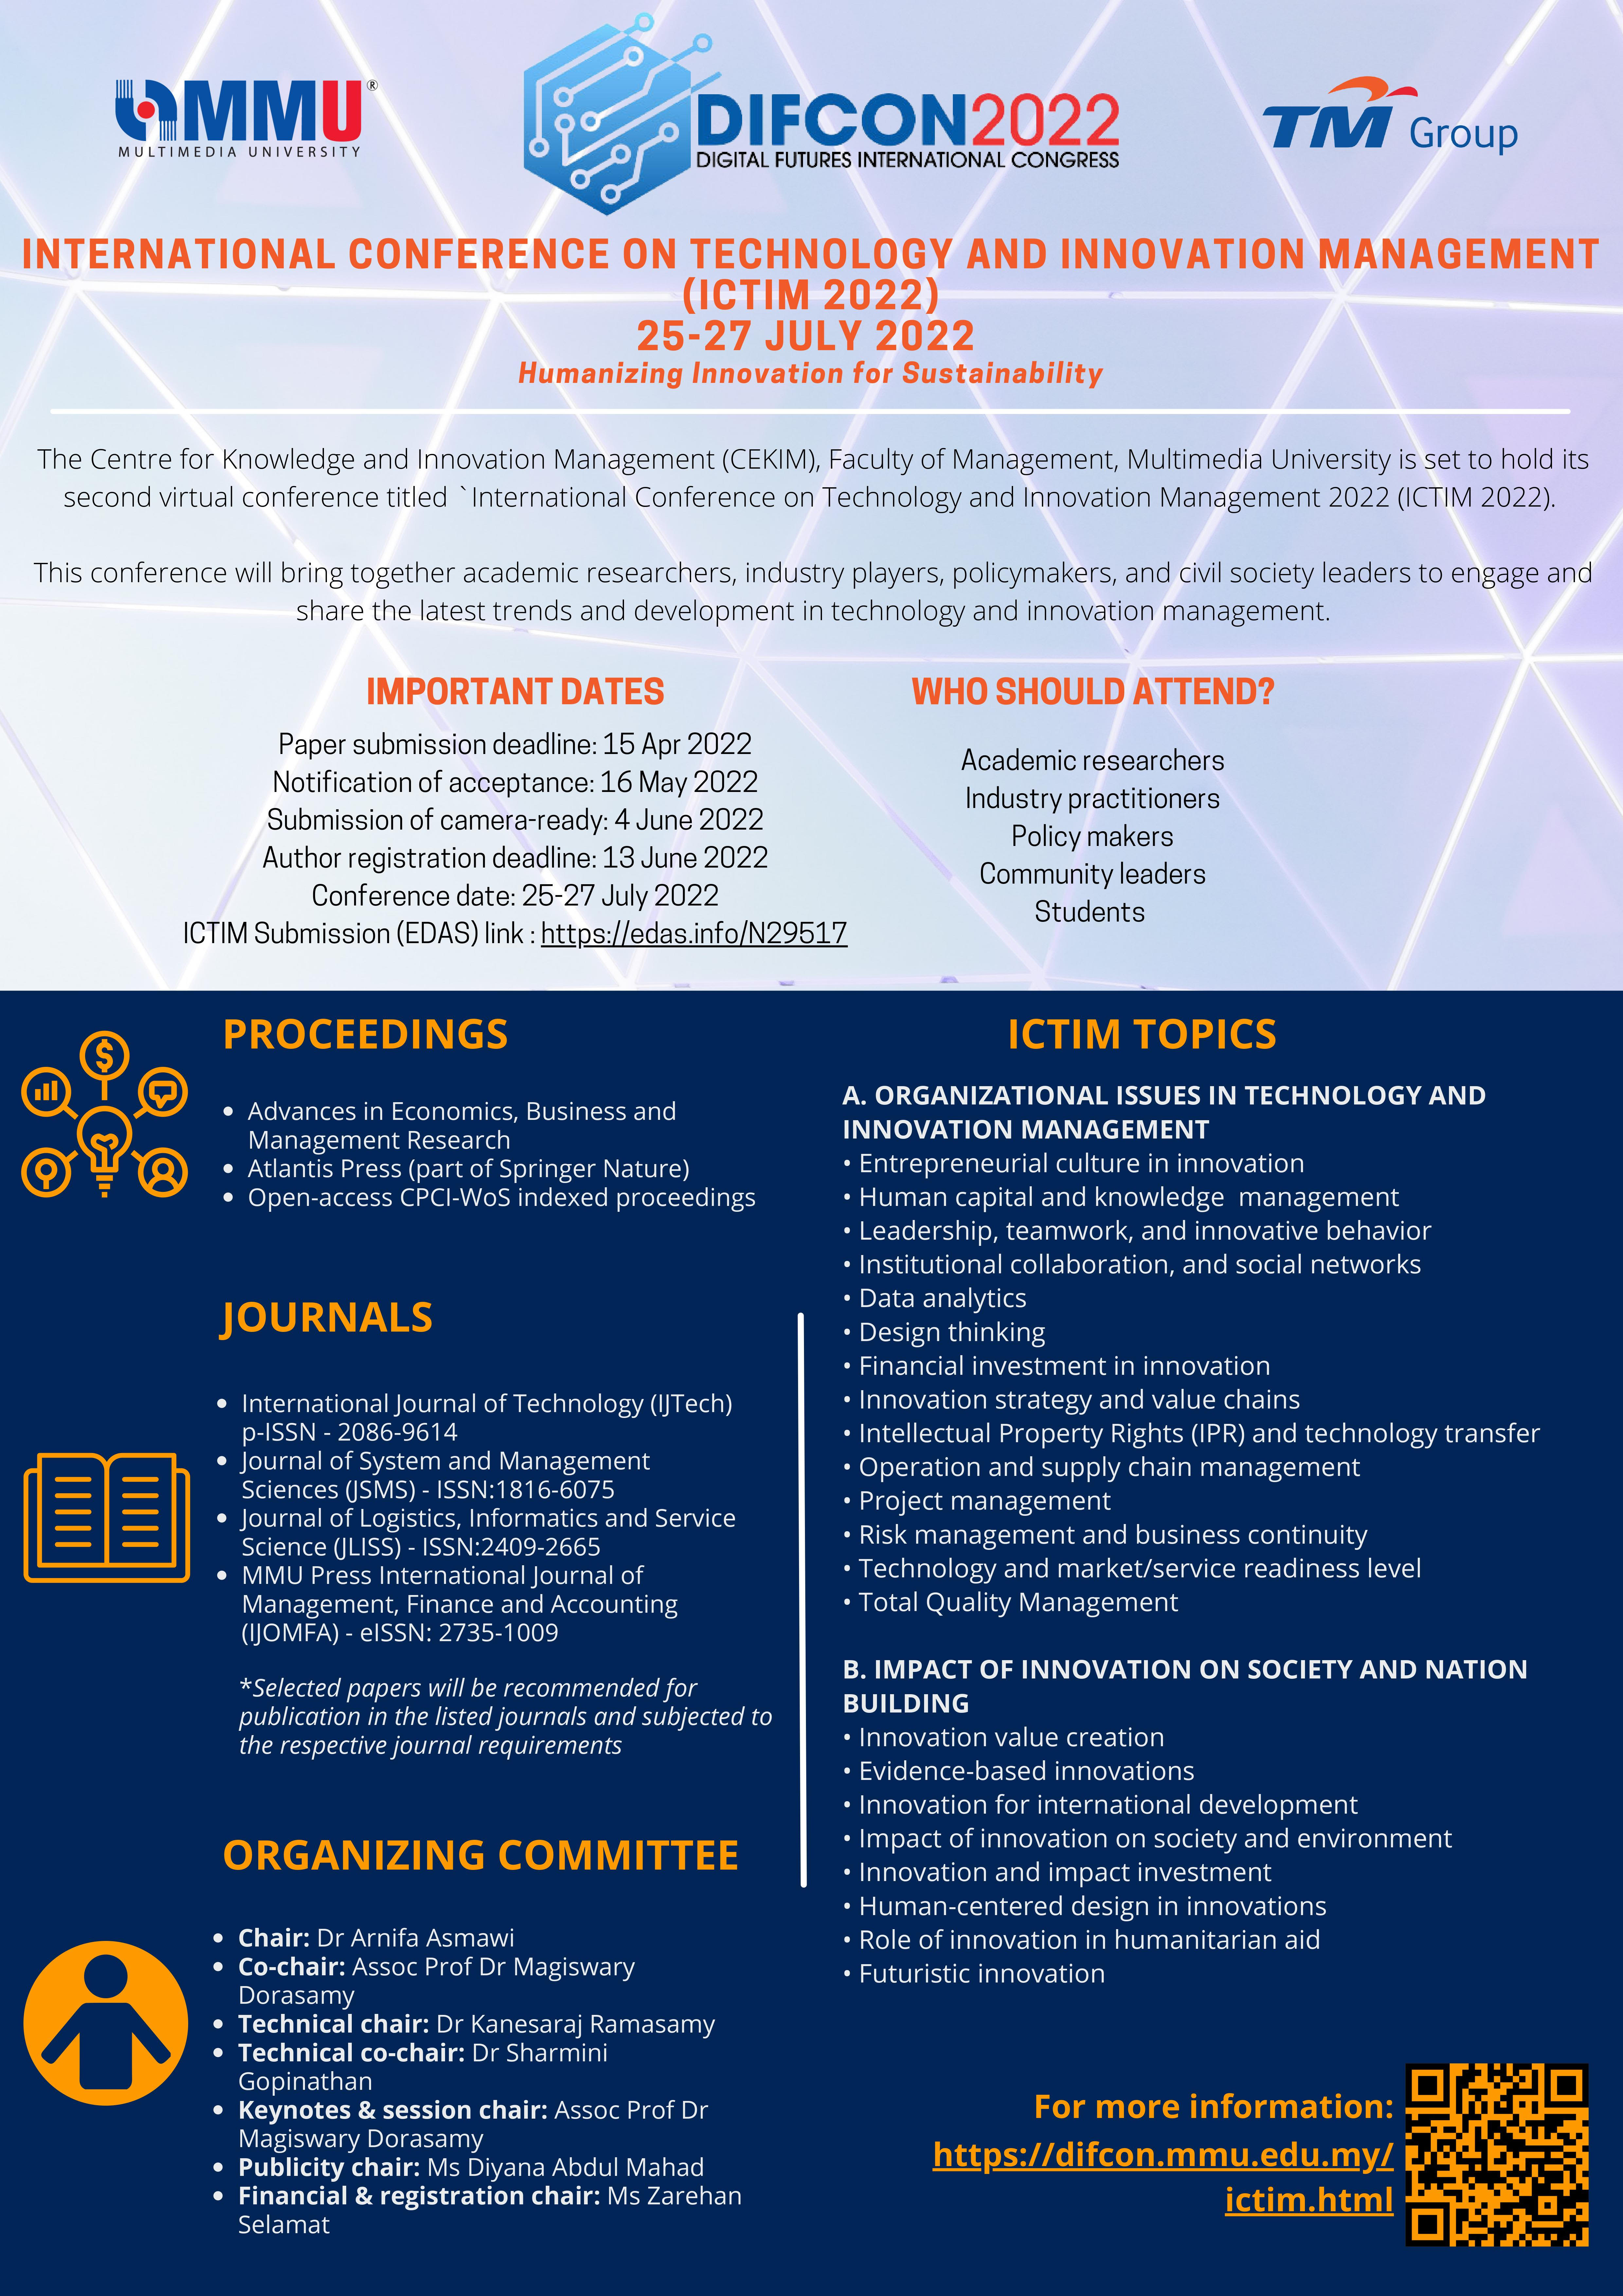 MMU®
MULTIMEDIA UNIVERSITY
DIFCON2022
DIGITAL FUTURES INTERNATIONAL CONGRESS
TM Group
INTERNATIONAL CONFERENCE ON TECHNOLOGY AND INNOVATION MANAGEMENT
(ICTIM 2022)
25-27 JULY 2022
Humanizing Innovation for Sustainability
The Centre for Knowledge and Innovation Management (CEKIM), Faculty of Management, Multimedia University is set to hold its
second virtual conference titled `International Conference on Technology and Innovation Management 2022 (ICTIM 2022).
This conference will bring together academic researchers, industry players, policymakers, and civil society leaders to engage and
share the latest trends and development in technology and innovation management.
IMPORTANT DATES
Paper submission deadline: 15 Apr 2022
Notification of acceptance: 16 May 2022
Submission of camera-ready: 4 June 2022
Author registration deadline: 13 June 2022
Conference date: 25-27 July 2022
ICTIM Submission (EDAS) link : https://edas.info/N29517
WHO SHOULD ATTEND?
Academic researchers
Industry practitioners
Policy makers
Community leaders
Students
PROCEEDINGS
• Advances in Economics, Business and
Management Research
• Atlantis Press (part of Springer Nature)
• Open-access CPCI-WoS indexed proceedings
JOURNALS
• International Journal of Technology (IJTech)
p-ISSN - 2086-9614
• Journal of System and Management
Sciences (JSMS) - ISSN:1816-6075
• Journal of Logistics, Informatics and Service
Science (JLISS) - ISSN:2409-2665
• MMU Press International Journal of
Management, Finance and Accounting
(IJOMFA) - eISSN: 2735-1009
*Selected papers will be recommended for
publication in the listed journals and subjected to
the respective journal requirements
ORGANIZING COMMITTEE
• Chair: Dr Arnifa Asmawi
• Co-chair: Assoc Prof Dr Magiswary
Dorasamy
• Technical chair: Dr Kanesaraj Ramasamy
• Technical co-chair: Dr Sharmini
Gopinathan
• Keynotes & session chair: Assoc Prof Dr
Magiswary Dorasamy
• Publicity chair: Ms Diyana Abdul Mahad
• Financial & registration chair: Ms Zarehan
Selamat
ICTIM TOPICS
A. ORGANIZATIONAL ISSUES IN TECHNOLOGY AND
INNOVATION MANAGEMENT
• Entrepreneurial culture in innovation
• Human capital and knowledge  management
• Leadership, teamwork, and innovative behavior
• Institutional collaboration, and social networks
• Data analytics
• Design thinking
• Financial investment in innovation
• Innovation strategy and value chains
• Intellectual Property Rights (IPR) and technology transfer
• Operation and supply chain management
• Project management
• Risk management and business continuity
• Technology and market/service readiness level
• Total Quality Management
B. IMPACT OF INNOVATION ON SOCIETY AND NATION
BUILDING
• Innovation value creation
• Evidence-based innovations
• Innovation for international development
• Impact of innovation on society and environment
• Innovation and impact investment
• Human-centered design in innovations
• Role of innovation in humanitarian aid
• Futuristic innovation
For more information:
https://difcon.mmu.edu.my/
ictim.html